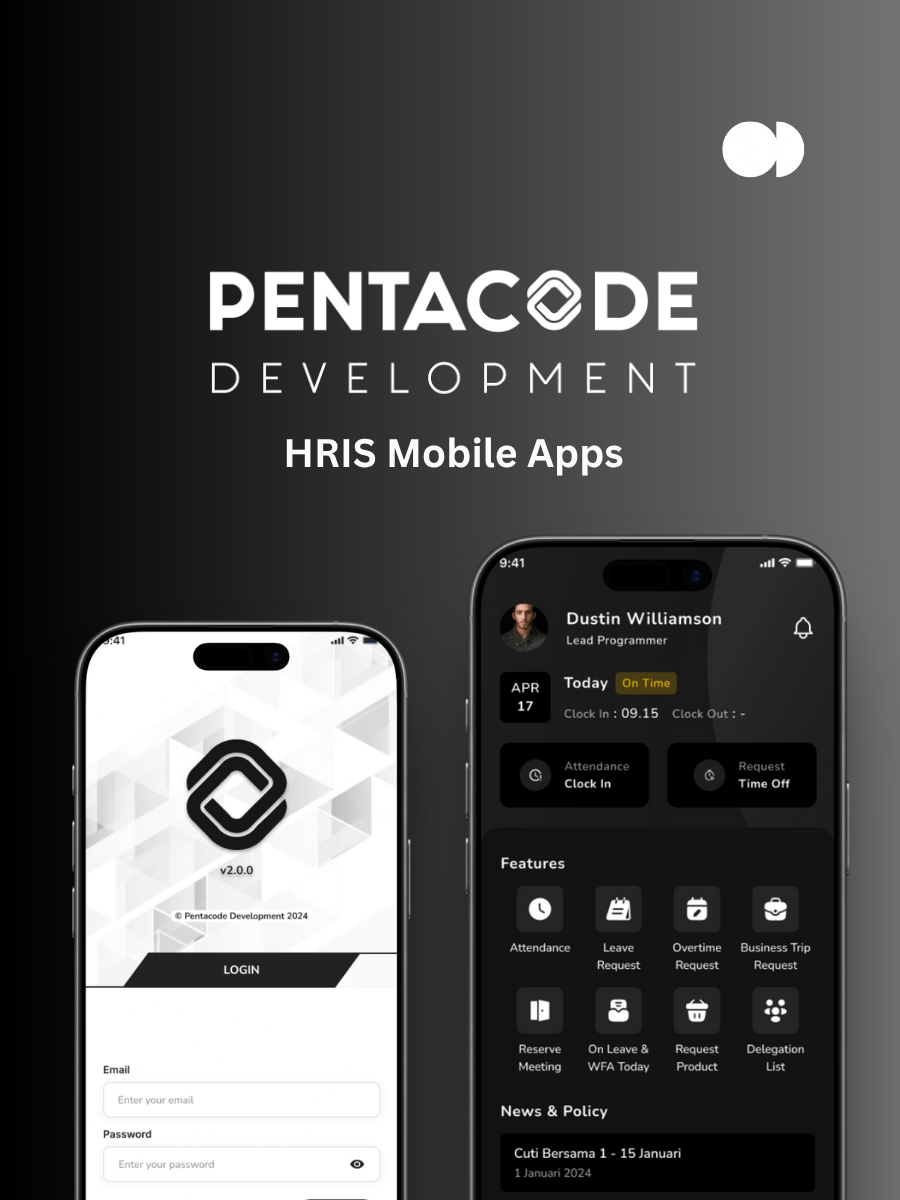 PENTACODE
DEVELOPMENT
HRIS Mobile Apps
9:41
v2.0.0
© Pentacode Development 2024
LOGIN
Email
Enter your email
Password
Enter your password
9:41
Dustin Williamson
Lead Programmer
APR
17
Today On Time
Clock In : 09.15 Clock Out : -
Attendance
Clock In
Request
Time Off
Features
Attendance
Leave
Request
Overtime
Request
Business Trip
Request
Reserve
Meeting
On Leave &
WFA Today
Request
Product
Delegation
List
News & Policy
Cuti Bersama 1 - 15 Januari
1 Januari 2024